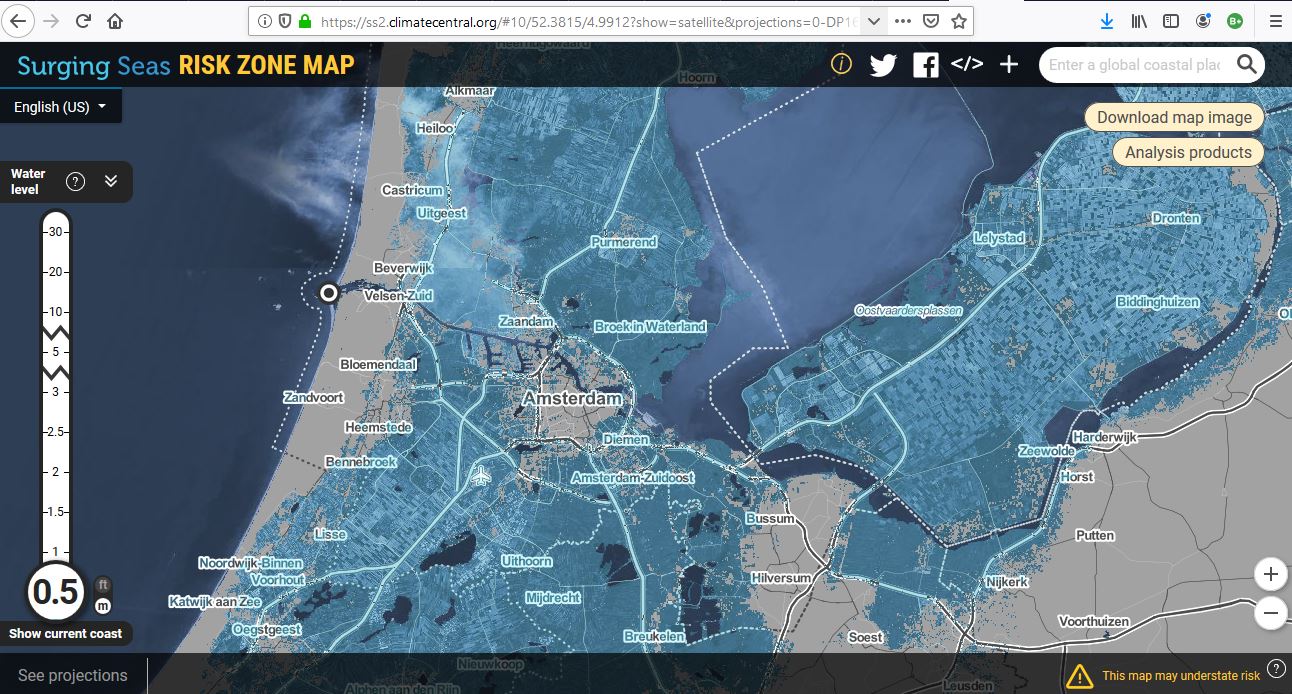 https://ss2.climatecentral.org/#10/52.3815/4.9912?show=satellite&projections=0-DP16
Surging Seas RISK ZONE MAP
Enter a global coastal plac
English (US)
Download map image
Analysis products
Water
level
?
30
20
10
5
3
2.5
2
1.5
1
0.5
ft
m
Show current coast
See projections
Heerhugowaard
Hoorn
Alkmaar
Heiloo
Castricum
Uitgeest
Purmerend
Dronten
Lelystad
Beverwijk
Velsen-Zuid
Biddinghuizen
Oostvaardersplassen
Zaandam
Broek in Waterland
Bloemendaal
Zandvoort
Amsterdam
Heemstede
Diemen
Harderwijk
Zeewolde
Bennebroek
Amsterdam-Zuidoost
Horst
Bussum
Lisse
Putten
Noordwijk-Binnen
Uithoorn
Voorhout
Hilversum
Nijkerk
Katwijk aan Zee
Mijdrecht
Oegstgeest
Breukelen
Soest
Voorthuizen
Nieuwkoop
Alphen aan den Rijn
Leusden
+
−
This map may understate risk
?